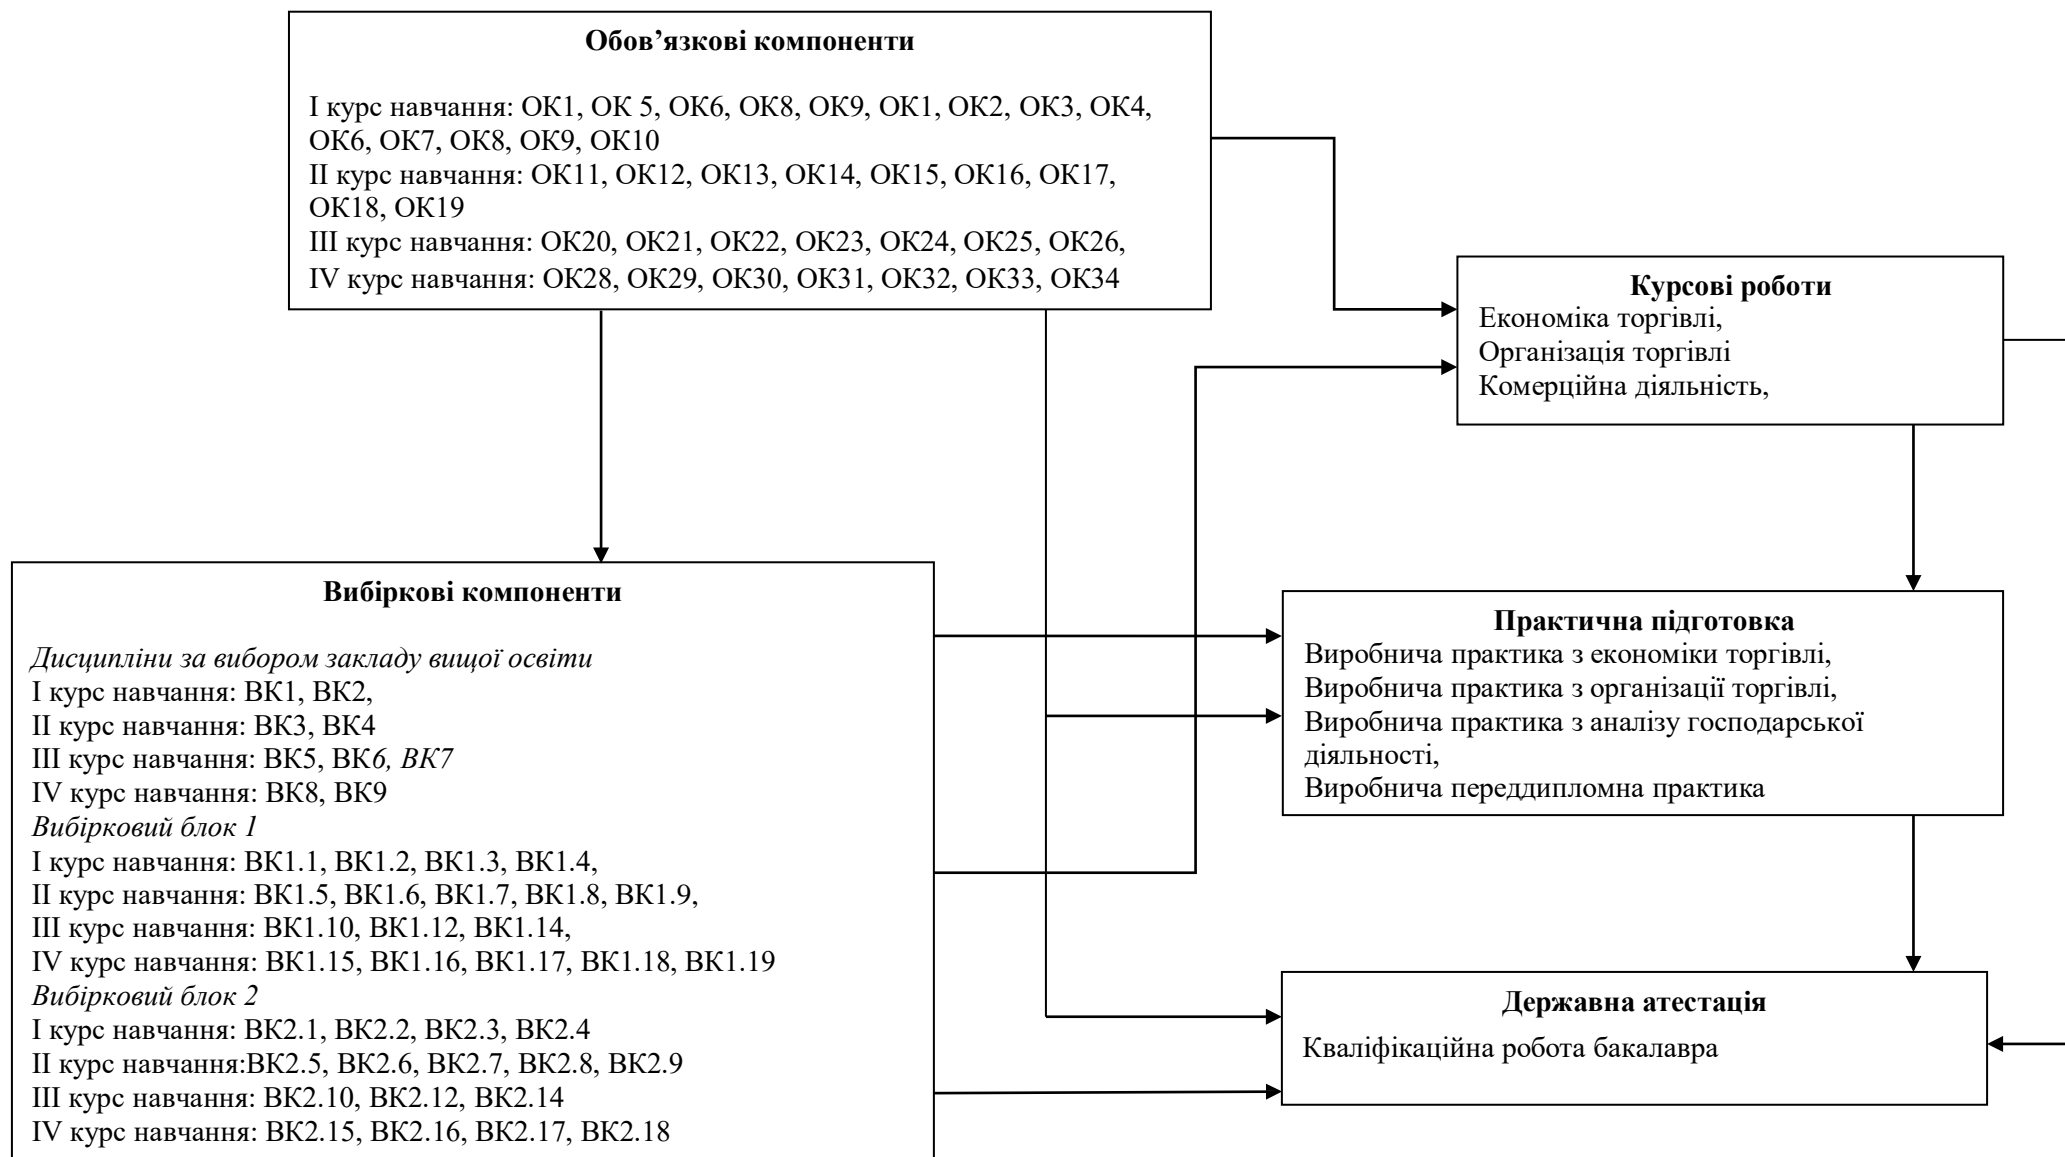 Обов’язкові компоненти
І курс навчання: ОК1, ОК 5, ОК6, ОК8, ОК9, ОК1, ОК2, ОК3, ОК4,
ОК6, ОК7, ОК8, ОК9, ОК10
ІІ курс навчання: ОК11, ОК12, ОК13, ОК14, ОК15, ОК16, ОК17,
ОК18, ОК19
ІІІ курс навчання: ОК20, ОК21, ОК22, ОК23, ОК24, ОК25, ОК26,
IV курс навчання: ОК28, ОК29, ОК30, ОК31, ОК32, ОК33, ОК34
Курсові роботи
Економіка торгівлі,
Організація торгівлі
Комерційна діяльність,
Вибіркові компоненти
Дисципліни за вибором закладу вищої освіти
І курс навчання: ВК1, ВК2,
ІІ курс навчання: ВК3, ВК4
ІІІ курс навчання: ВК5, ВК6, ВК7
IV курс навчання: ВК8, ВК9
Вибірковий блок 1
І курс навчання: ВК1.1, ВК1.2, ВК1.3, ВК1.4,
ІІ курс навчання: ВК1.5, ВК1.6, ВК1.7, ВК1.8, ВК1.9,
ІІІ курс навчання: ВК1.10, ВК1.12, ВК1.14,
IV курс навчання: ВК1.15, ВК1.16, ВК1.17, ВК1.18, ВК1.19
Вибірковий блок 2
І курс навчання: ВК2.1, ВК2.2, ВК2.3, ВК2.4
ІІ курс навчання:ВК2.5, ВК2.6, ВК2.7, ВК2.8, ВК2.9
ІІІ курс навчання: ВК2.10, ВК2.12, ВК2.14
IV курс навчання: ВК2.15, ВК2.16, ВК2.17, ВК2.18
Практична підготовка
Виробнича практика з економіки торгівлі,
Виробнича практика з організації торгівлі,
Виробнича практика з аналізу господарської
діяльності,
Виробнича переддипломна практика
Державна атестація
Кваліфікаційна робота бакалавра